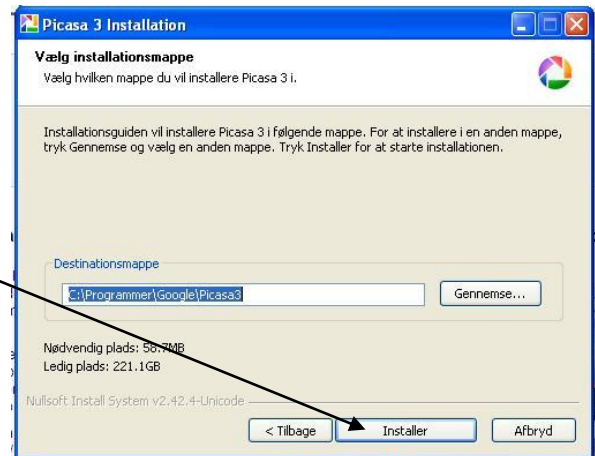 Picasa 3 Installation
Vælg installationsmappe
Vælg hvilken mappe du vil installere Picasa 3 i.
Installationsguiden vil installere Picasa 3 i følgende mappe. For at installere i en anden mappe,
tryk Gennemse og vælg en anden mappe. Tryk Installer for at starte installationen.
Destinationsmappe
C:\Programmer\Google\Picasa3
Gennemse...
Nødvendig plads: 58.7MB
Ledig plads: 221.1GB
Nullsoft Install System v2.42.4-Unicode
< Tilbage
Installer
Afbryd